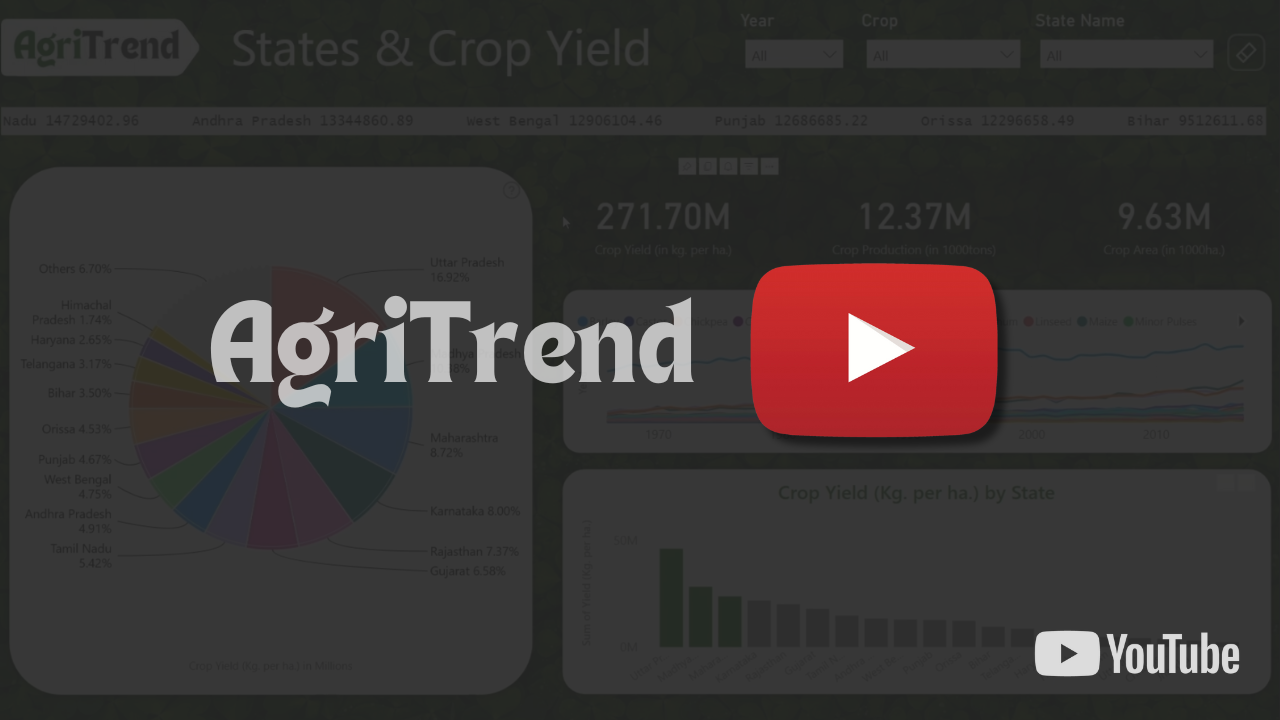 AgriTrend
States & Crop Yield
Year
Crop
State Name
All
All
All
Nadu 14729402.96 Andhra Pradesh 13344860.89 West Bengal 12906104.46 Punjab 12686685.22 Orissa 12296658.49 Bihar 9512611.68
271.70M
Crop Yield (in kg. per ha.)
12.37M
Crop Production (in 1000tons)
9.63M
Crop Area (in 1000ha.)
Others 6.70%
Himachal
Pradesh 1.74%
Haryana 2.65%
Telangana 3.17%
Bihar 3.50%
Orissa 4.53%
Punjab 4.67%
West Bengal
4.75%
Andhra Pradesh
4.91%
Tamil Nadu
5.42%
Uttar Pradesh
16.92%
Madhya Pradesh
Maharashtra
8.72%
Karnataka 8.00%
Rajasthan 7.37%
Gujarat 6.58%
Crop Yield (Kg. per ha.) in Millions
AgriTrend
Linseed
Maize
Minor Pulses
1970
2000
2010
Crop Yield (Kg. per ha.) by State
Sum of Yield (Kg. per ha.)
10M
0M
YouTube